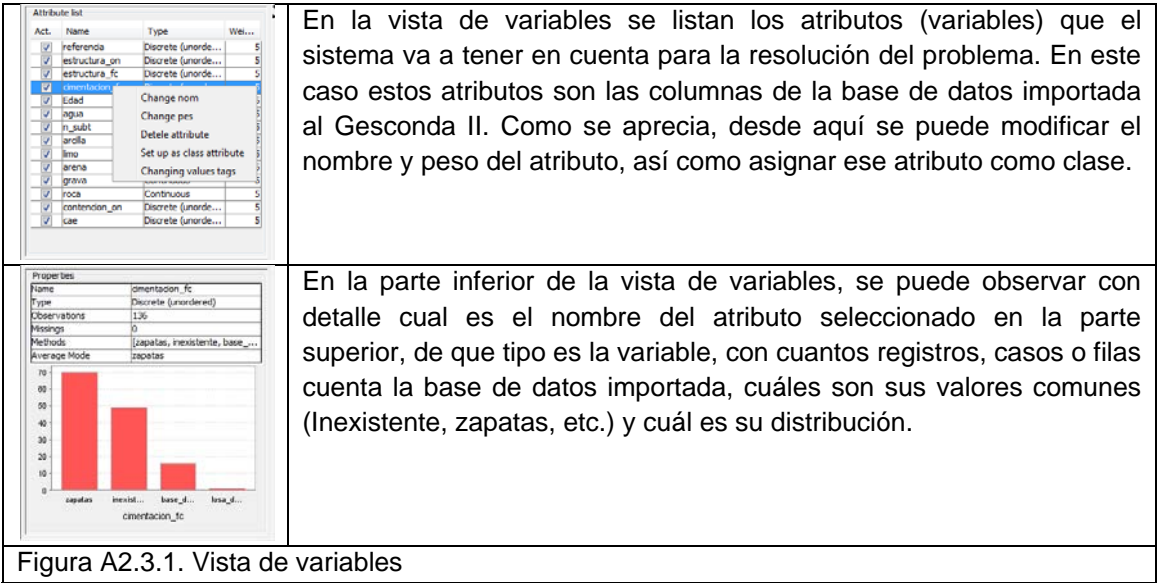 Attribute list
Act. Name Type Wei...
referencia Discrete (unorde... 5
estructura_on Discrete (unorde... 5
estructura_fc Discrete (unorde... 5
cimentacion
Edad
agua
n_subt
arcilla
limo
arena
grava 5
roca Continuous 5
contencion_on Discrete (unorde... 5
cae Discrete (unorde... 5
Change nom
Change pes
Detele attribute
Set up as class attribute
Changing values tags
En la vista de variables se listan los atributos (variables) que el
sistema va a tener en cuenta para la resolución del problema. En este
caso estos atributos son las columnas de la base de datos importada
al Gesconda II. Como se aprecia, desde aquí se puede modificar el
nombre y peso del atributo, así como asignar ese atributo como clase.
Properties
Name cimentacion_fc
Type Discrete (unordered)
Observations 136
Missings 0
Methods [zapatas, inexistente, base_...
Average Mode zapatas
70
60
50
40
30
20
10
0
zapatas inexist... base_d... losa_d...
cimentacion_fc
En la parte inferior de la vista de variables, se puede observar con
detalle cual es el nombre del atributo seleccionado en la parte
superior, de que tipo es la variable, con cuantos registros, casos o filas
cuenta la base de datos importada, cuáles son sus valores comunes
(Inexistente, zapatas, etc.) y cuál es su distribución.
Figura A2.3.1. Vista de variables